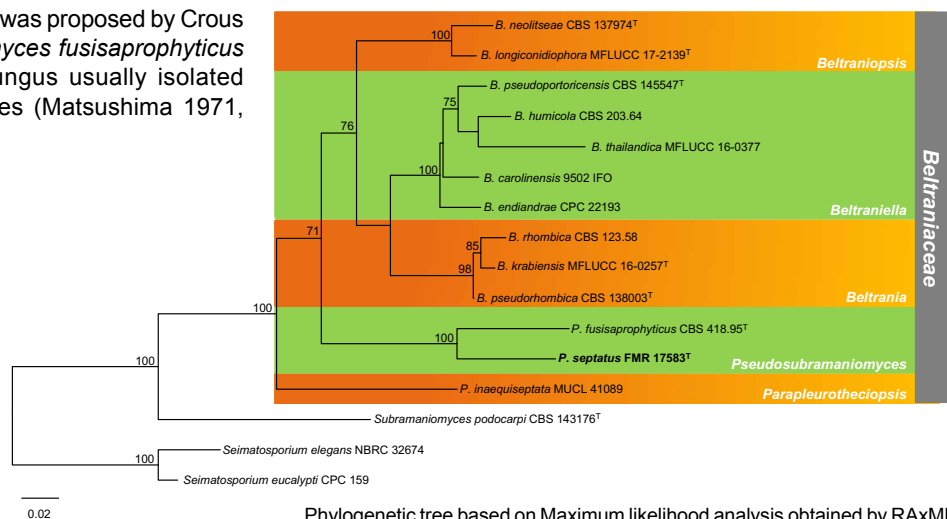 was proposed by Crous
yces fusisaprophyticus
ungus usually isolated
es (Matsushima 1971,
100
B. neolitseae CBS 137974ᵀ
B. longiconidiophora MFLUCC 17-2139ᵀ
Beltraniopsis
76
75
B. pseudoportoricensis CBS 145547ᵀ
B. humicola CBS 203.64
B. thailandica MFLUCC 16-0377
100
B. carolinensis 9502 IFO
B. endiandrae CPC 22193
Beltraniella
71
B. rhombica CBS 123.58
85
98
B. krabiensis MFLUCC 16-0257ᵀ
B. pseudorhombica CBS 138003ᵀ
Beltrania
100
100
P. fusisaprophyticus CBS 418.95ᵀ
P. septatus FMR 17583ᵀ
Pseudosubramaniomyces
P. inaequiseptata MUCL 41089
Parapleurotheciopsis
Beltraniaceae
100
Subramaniomyces podocarpi CBS 143176ᵀ
100
Seimatosporium elegans NBRC 32674
Seimatosporium eucalypti CPC 159
0.02
Phylogenetic tree based on Maximum likelihood analysis obtained by RAxML